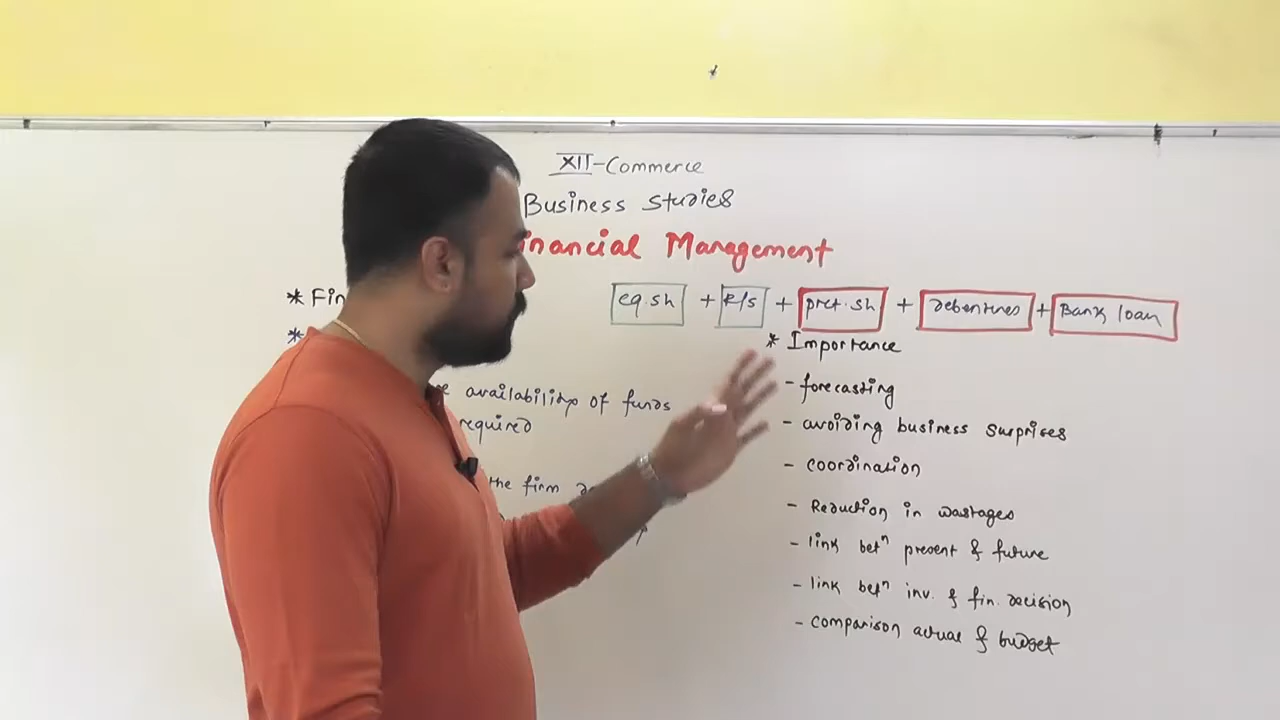 XII-Commerce
Business Studies
inancial Management
* Fin
eq.sh + R/s + pref.sh + debentures + Bank loan
*
availability of funds
required
the firm
* Importance
- forecasting
- avoiding business surprises
- coordination
- Reduction in wastages
- link betⁿ present & future
- link betⁿ inv. & fin. decision
- comparison actual & budget